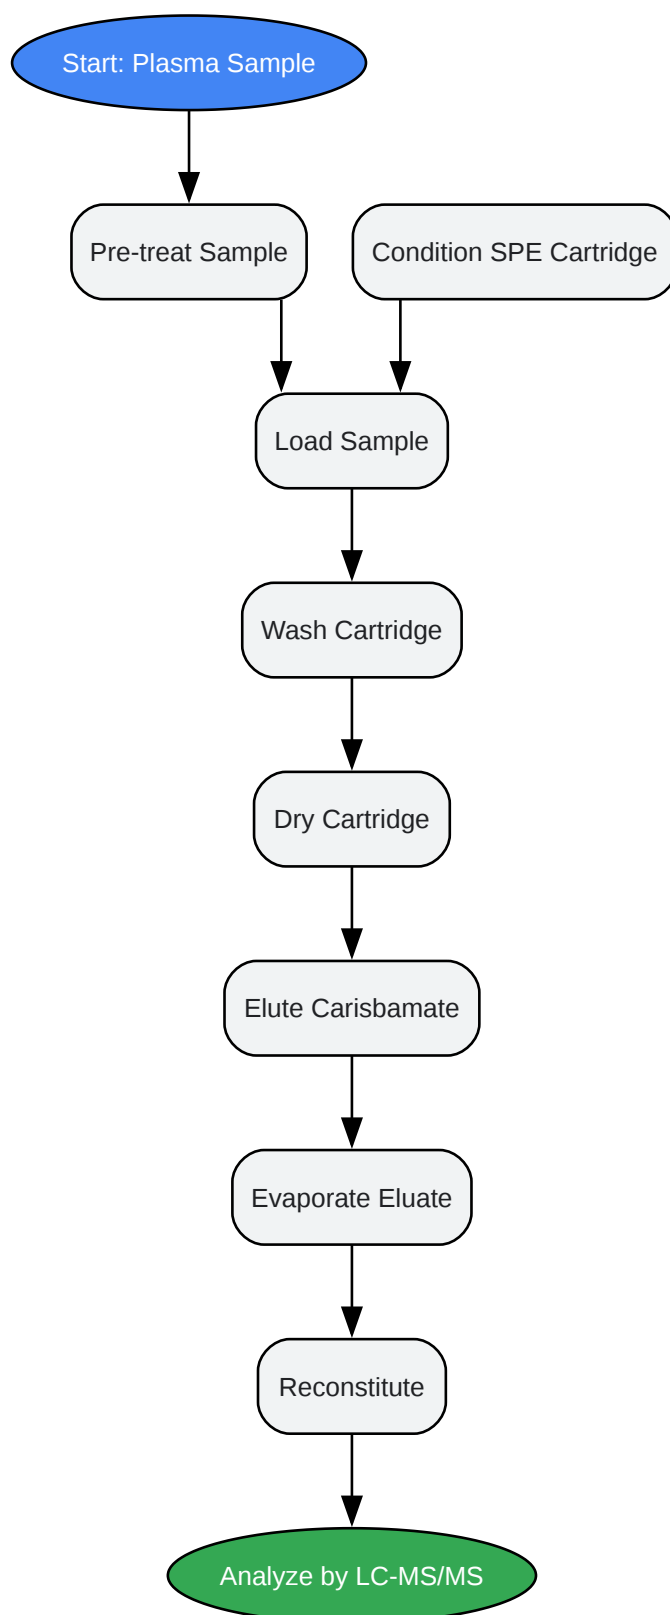 Start: Plasma Sample
Pre-treat Sample
Condition SPE Cartridge
Load Sample
Wash Cartridge
Dry Cartridge
Elute Carisbamate
Evaporate Eluate
Reconstitute
Analyze by LC-MS/MS